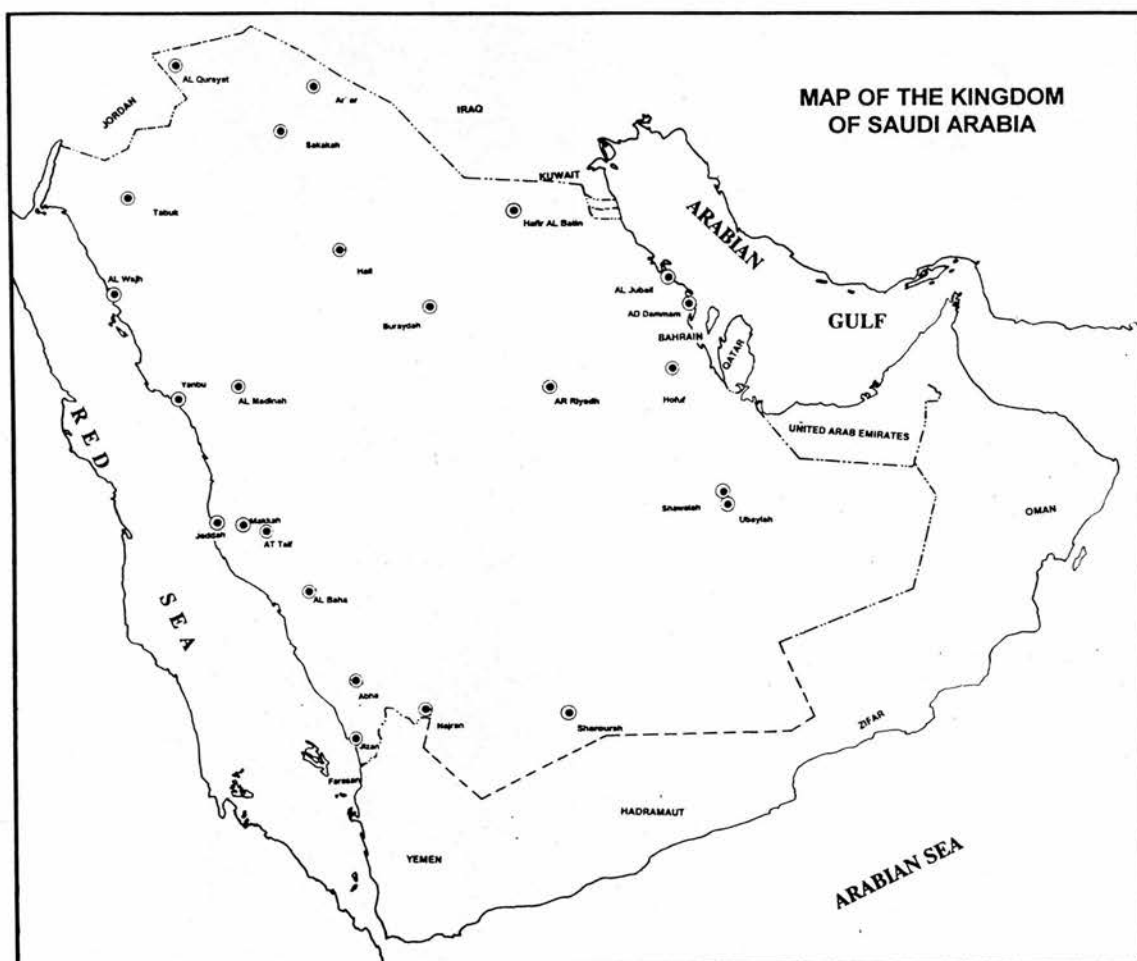 MAP OF THE KINGDOM
OF SAUDI ARABIA
AL Qurayat
Ar' ar
JORDAN
IRAQ
Sakakah
KUWAIT
Tabuk
Hafir AL Batin
ARABIAN
GULF
Hail
AL Wajh
AL Jubail
Buraydah
AD Dammam
BAHRAIN
QATAR
Yanbu
AL Madinah
AR Riyadh
Hofuf
UNITED ARAB EMIRATES
RED
SEA
Shawalah
Ubaylah
OMAN
Jeddah
Makkah
AT Taif
AL Baha
Abha
Najran
Sharourah
ZIFAR
Jizan
Farasan
HADRAMAUT
YEMEN
ARABIAN SEA